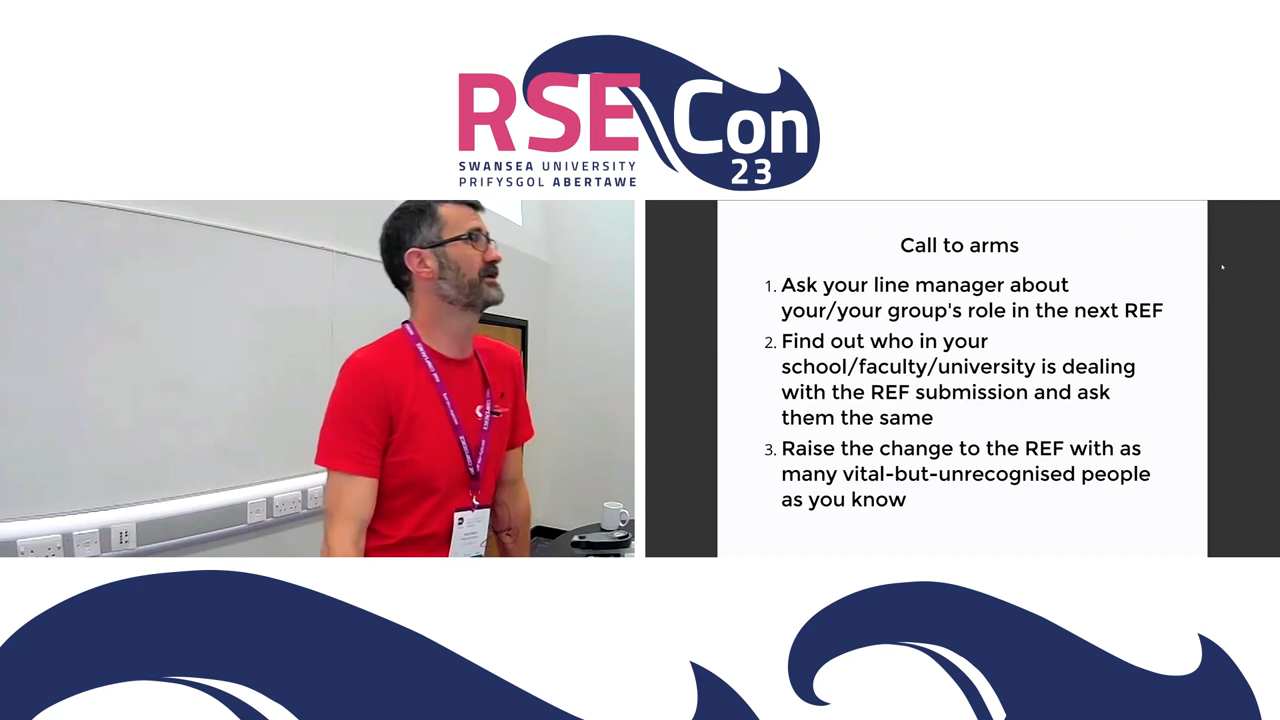 RSE Con
23
SWANSEA UNIVERSITY
PRIFYSGOL ABERTAWE
Call to arms
1. Ask your line manager about
your/your group's role in the next REF
2. Find out who in your
school/faculty/university is dealing
with the REF submission and ask
them the same
3. Raise the change to the REF with as
many vital-but-unrecognised people
as you know